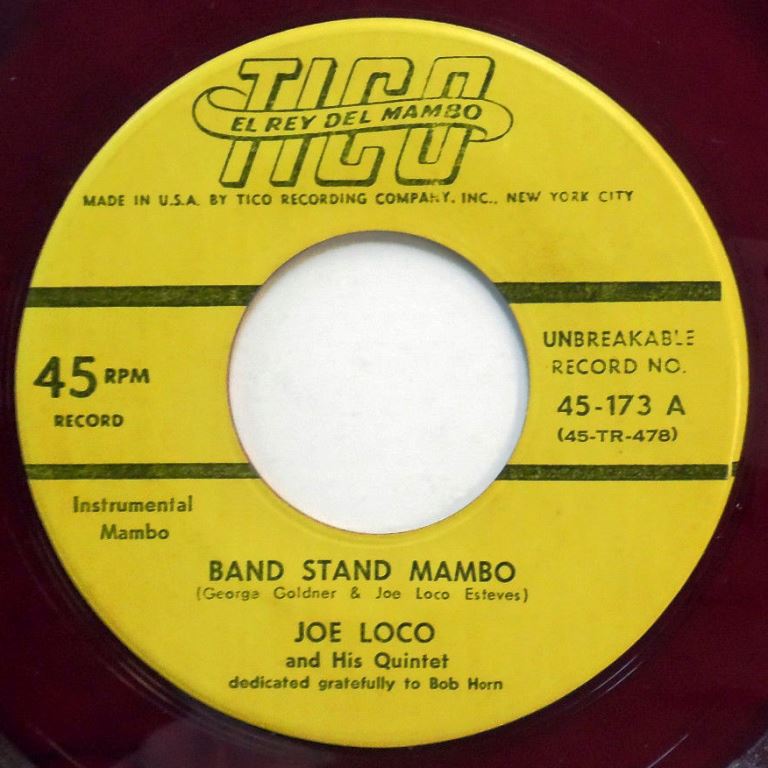 TICO
EL REY DEL MAMBO
MADE IN U.S.A. BY TICO RECORDING COMPANY, INC., NEW YORK CITY
45 RPM
RECORD
UNBREAKABLE
RECORD NO.
45-173 A
(45-TR-478)
Instrumental
Mambo
BAND STAND MAMBO
(George Goldner & Joe Loco Esteves)
JOE LOCO
and His Quintet
dedicated gratefully to Bob Horn